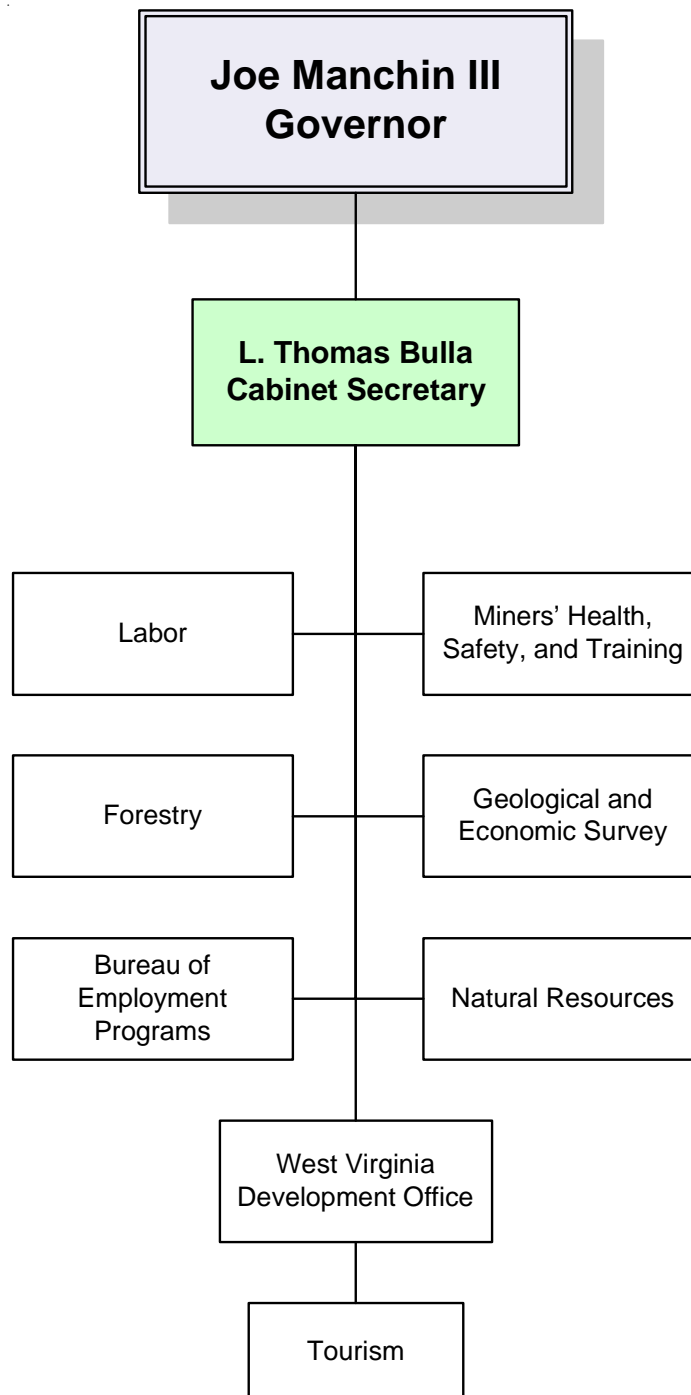 Joe Manchin III
Governor
L. Thomas Bulla
Cabinet Secretary
Labor
Miners’ Health,
Safety, and Training
Forestry
Geological and
Economic Survey
Bureau of
Employment
Programs
Natural Resources
West Virginia
Development Office
Tourism